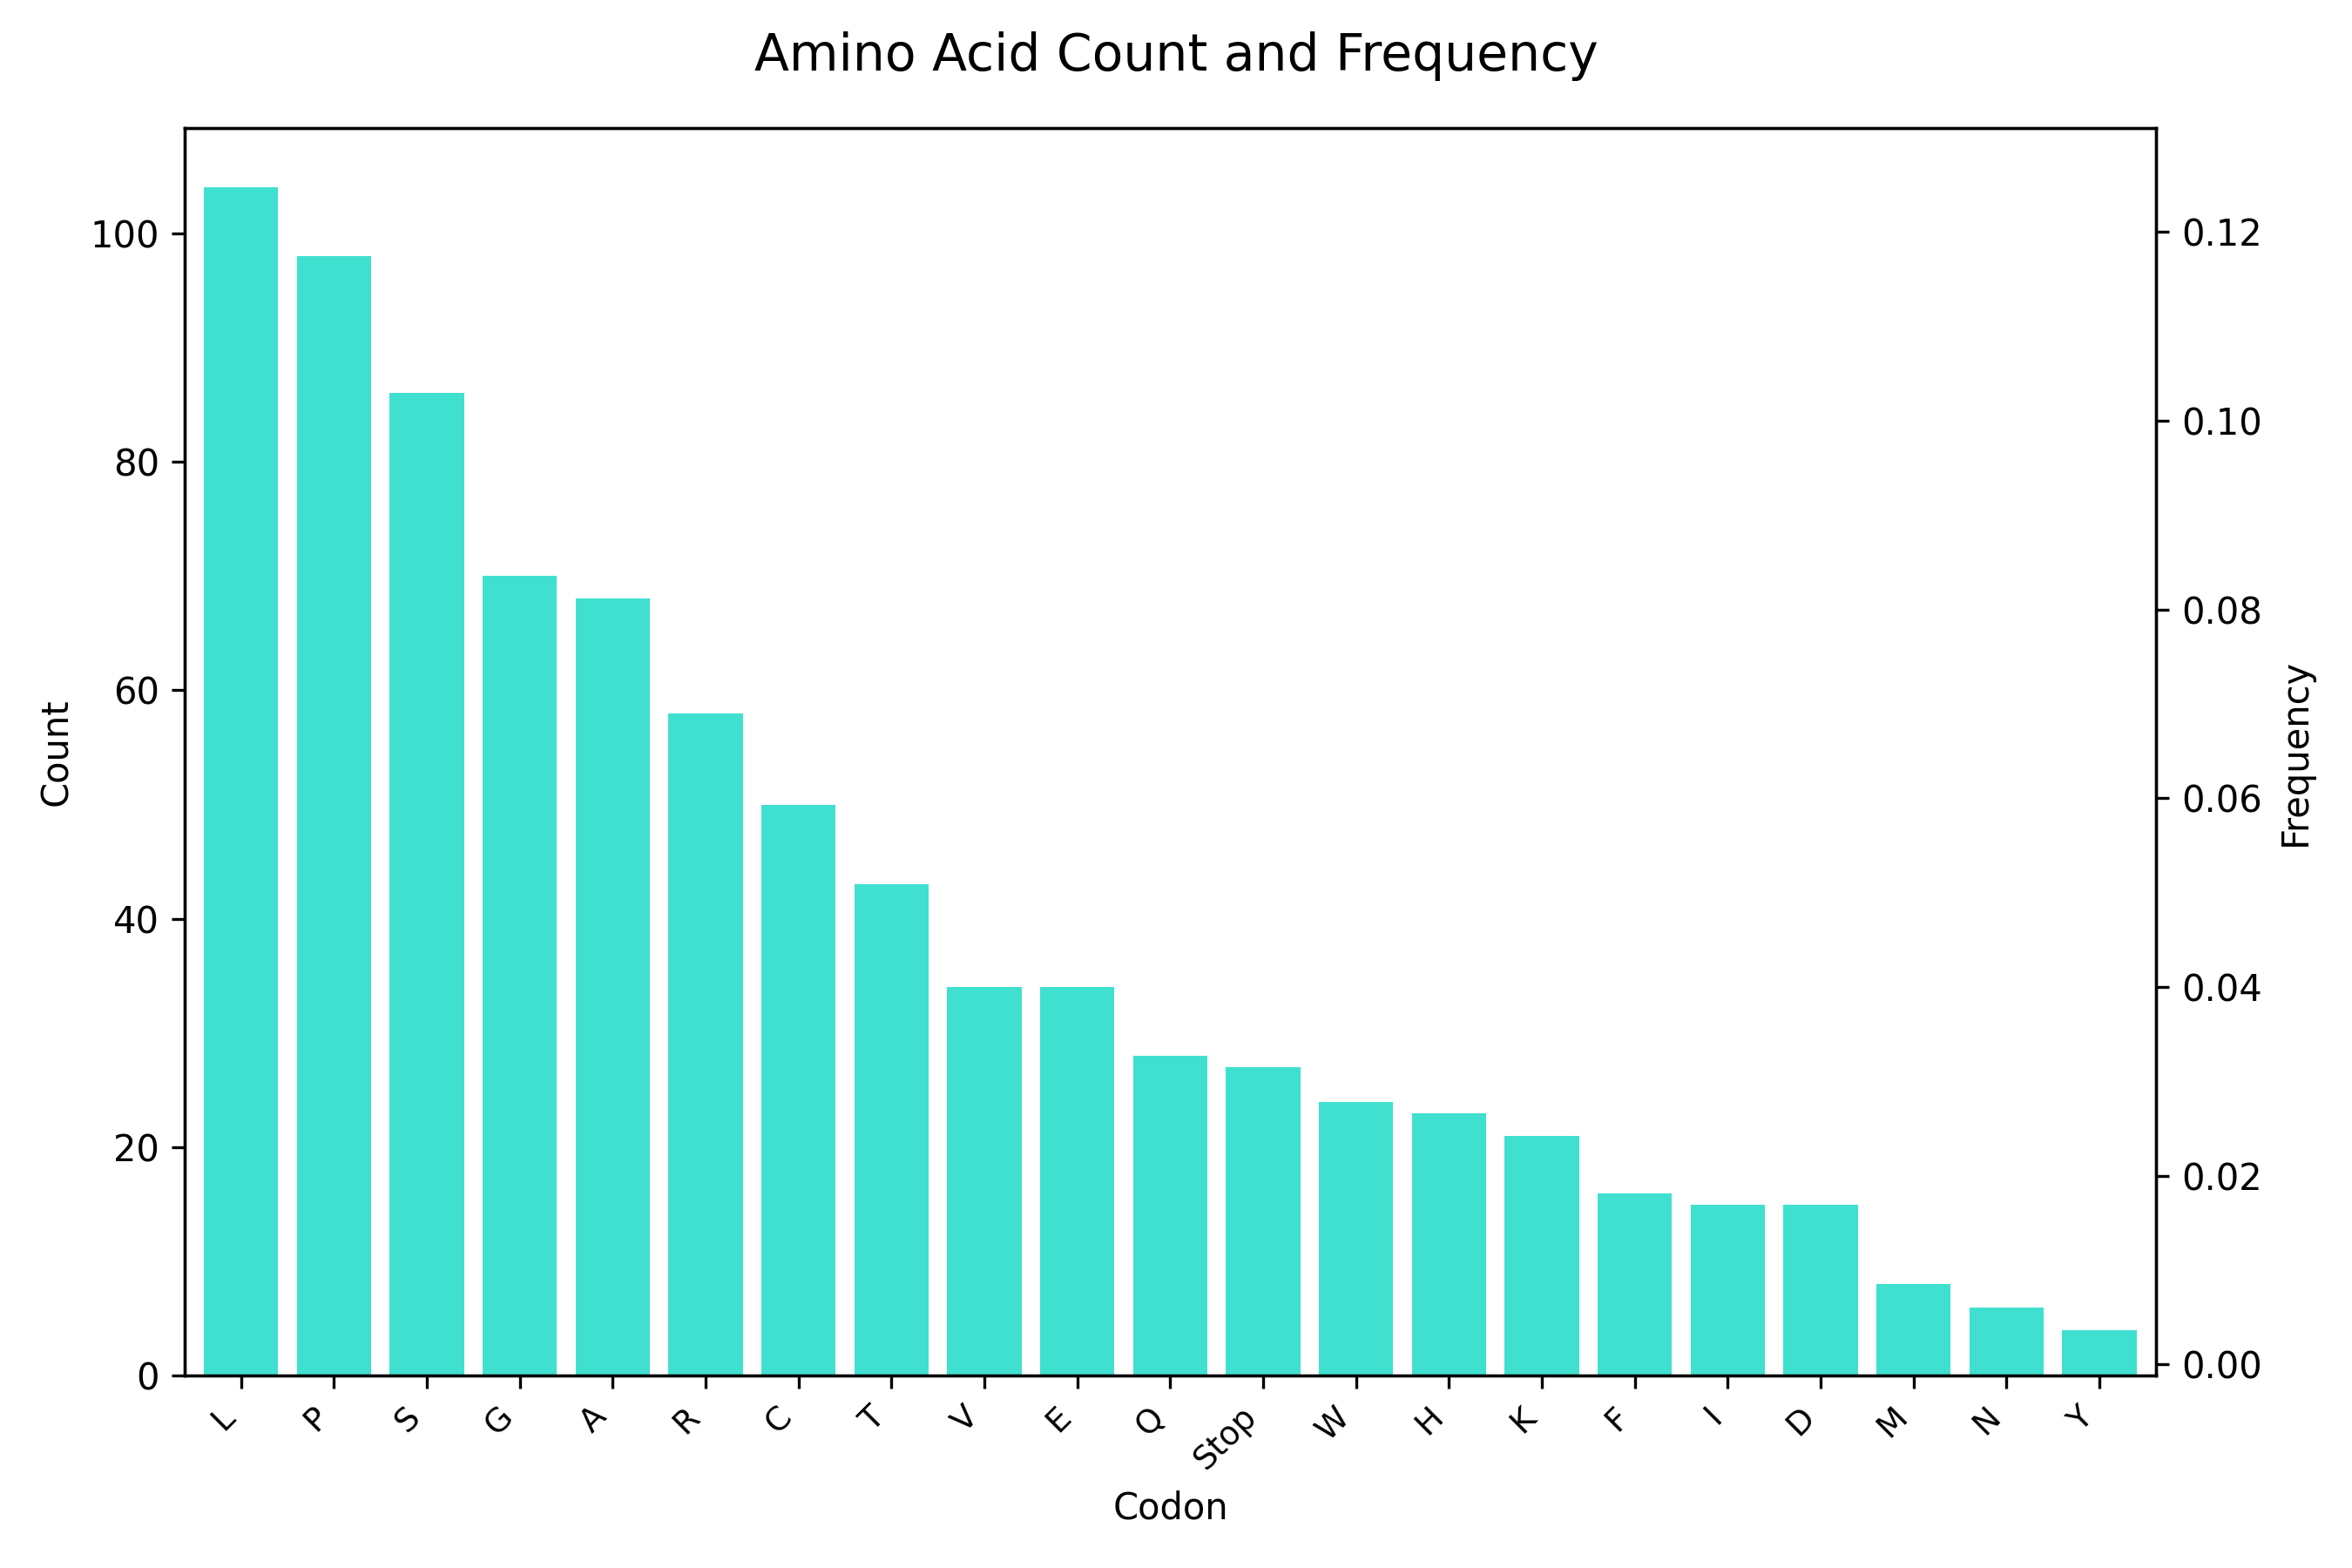 Amino Acid Count and Frequency
100
80
60
40
20
0
Count
0.12
0.10
0.08
0.06
0.04
0.02
0.00
Frequency
L P S G A R C T V E Q Stop W H K F I D M N Y
Codon